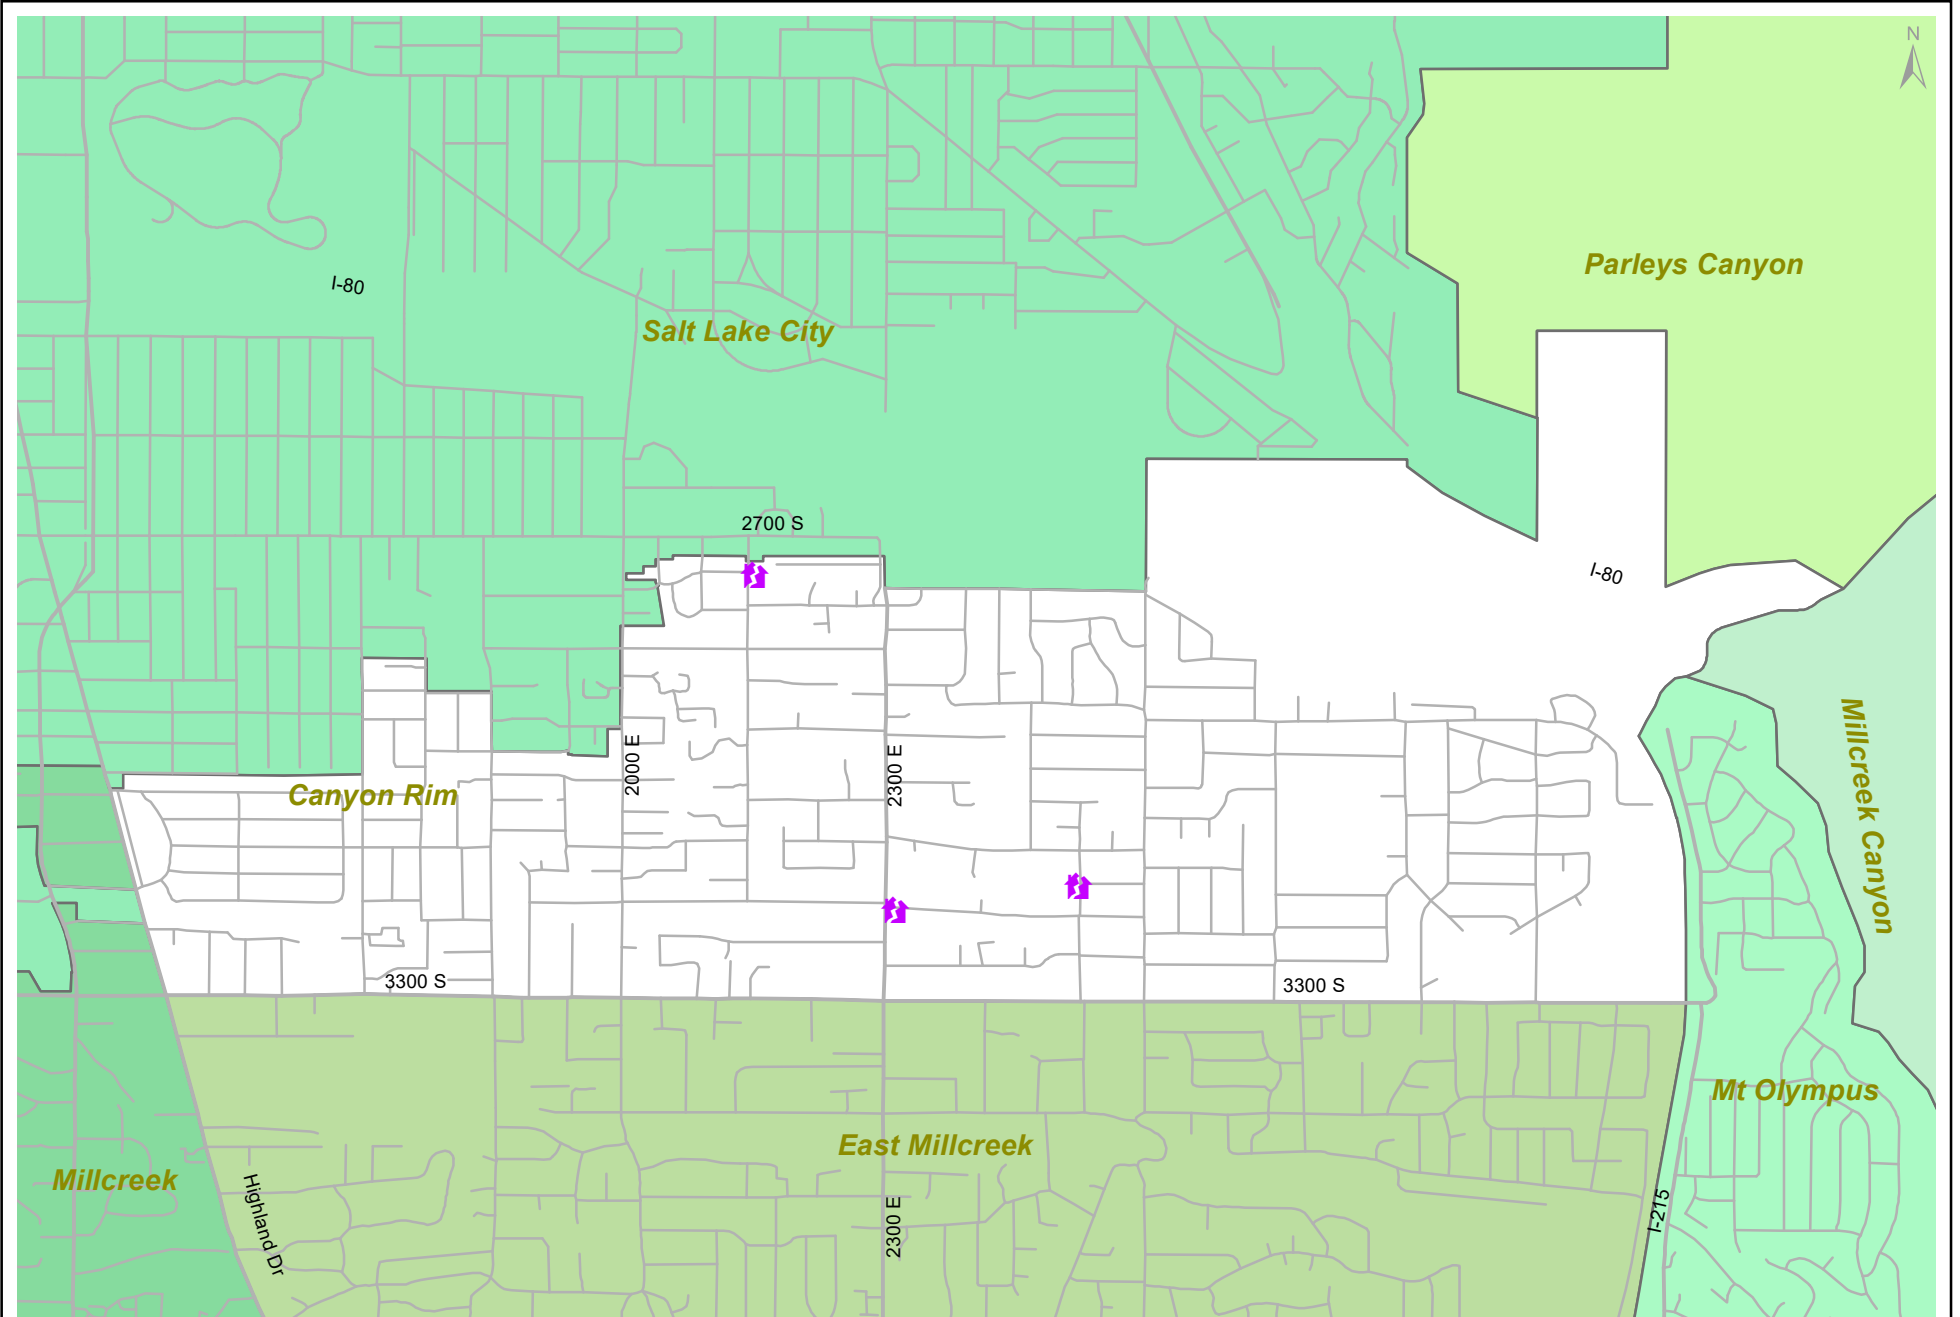 N
Parleys Canyon
I-80
Salt Lake City
2700 S
I-80
Millcreek Canyon
2000 E
2300 E
Canyon Rim
3300 S
3300 S
Mt Olympus
East Millcreek
Millcreek
Highland Dr
2300 E
I-215